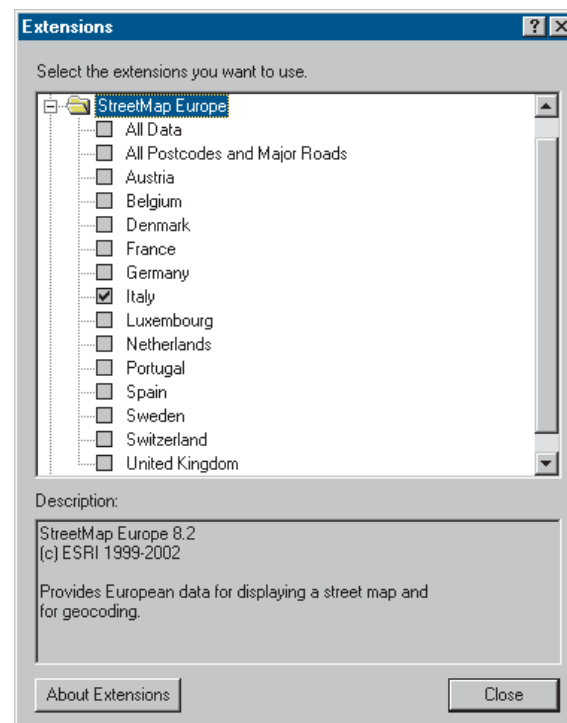 Extensions
Select the extensions you want to use.
StreetMap Europe
All Data
All Postcodes and Major Roads
Austria
Belgium
Denmark
France
Germany
Italy
Luxembourg
Netherlands
Portugal
Spain
Sweden
Switzerland
United Kingdom
Description:
StreetMap Europe 8.2
(c) ESRI 1999-2002
Provides European data for displaying a street map and
for geocoding.
About Extensions
Close